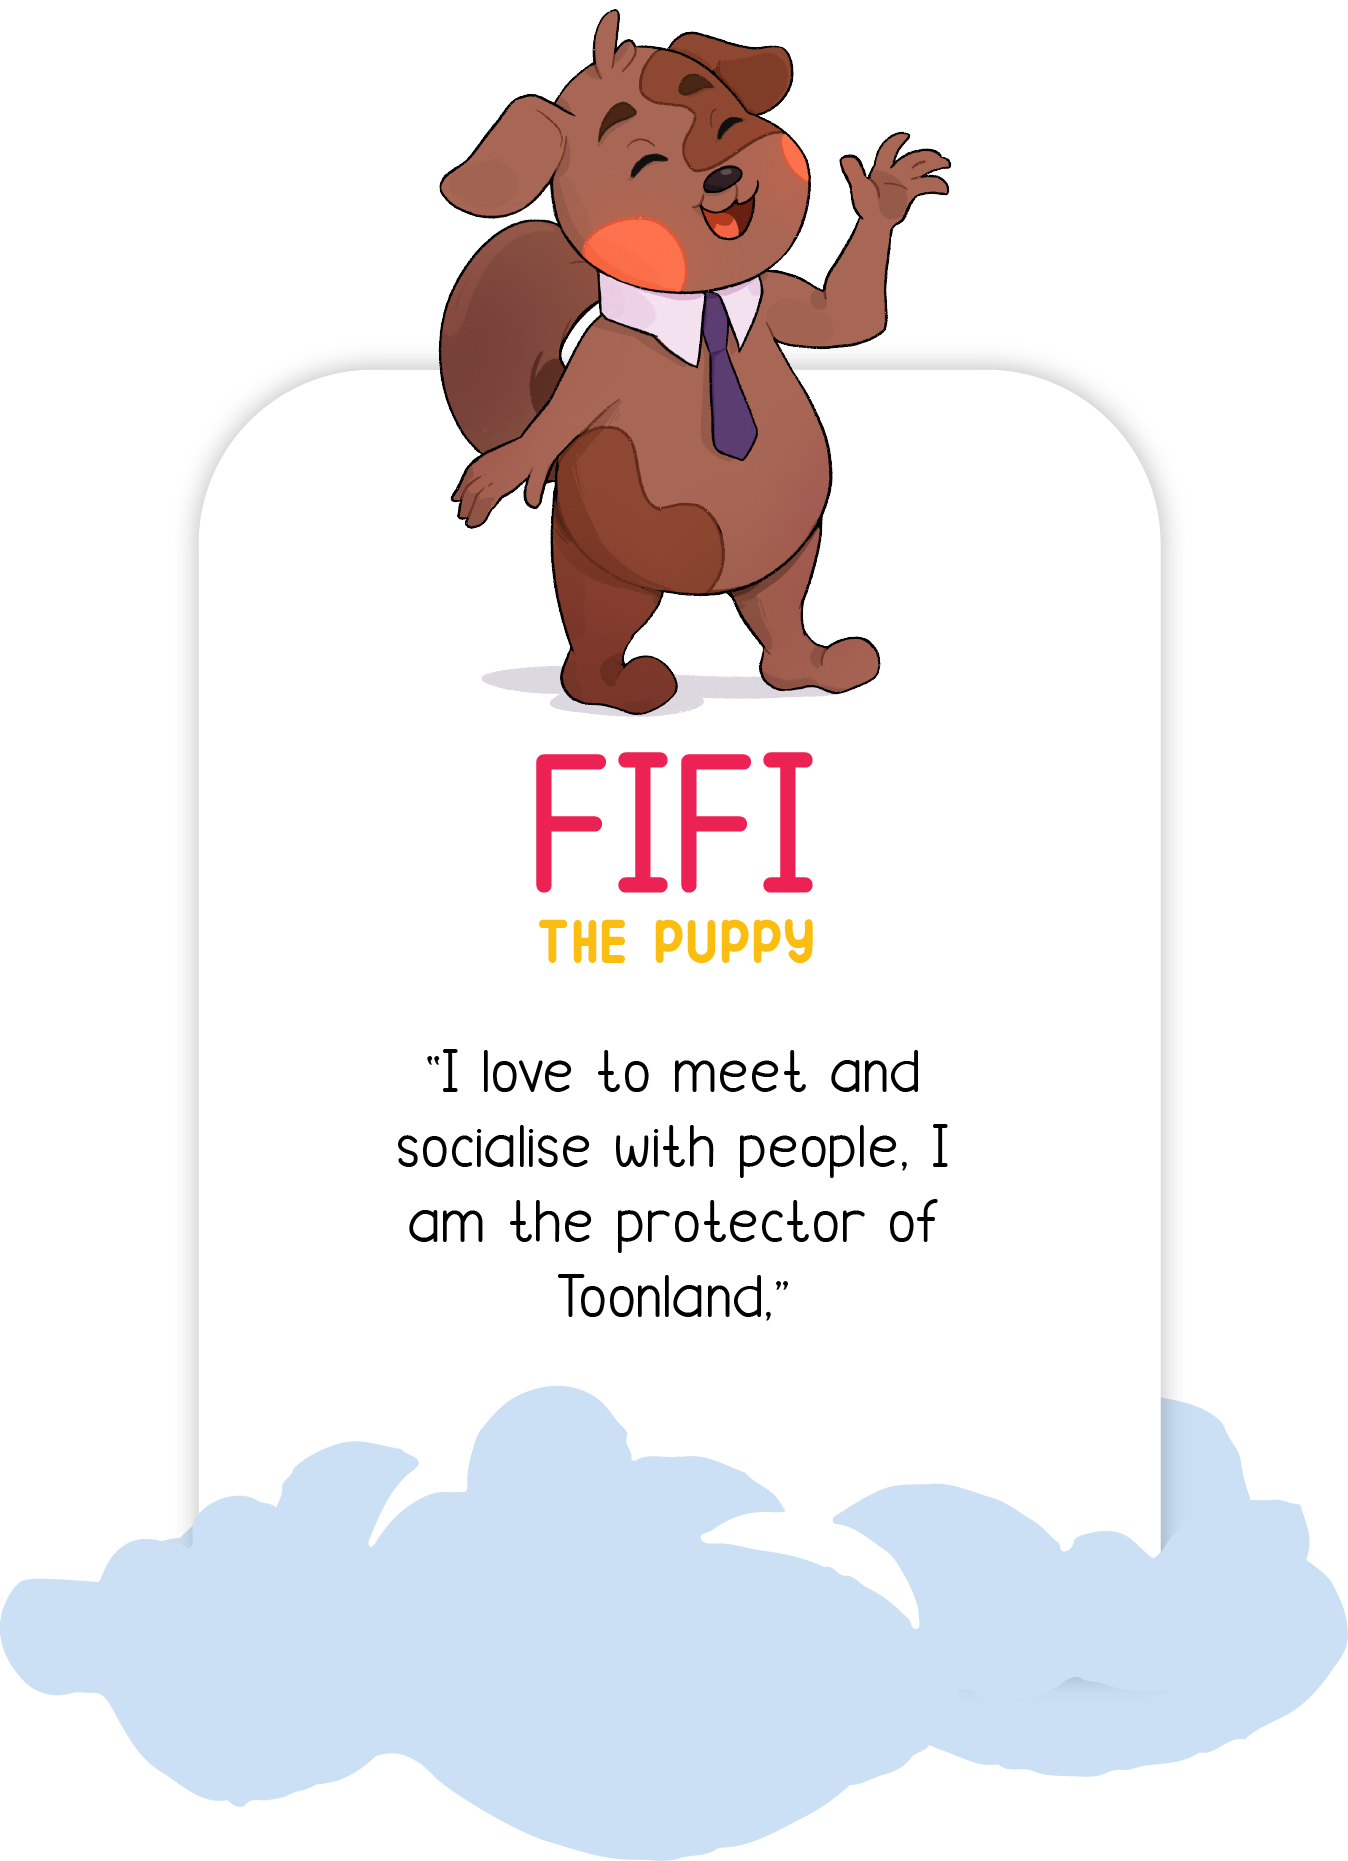 FIFI
THE PUPPY
“I love to meet and
socialise with people, I
am the protector of
Toonland,”